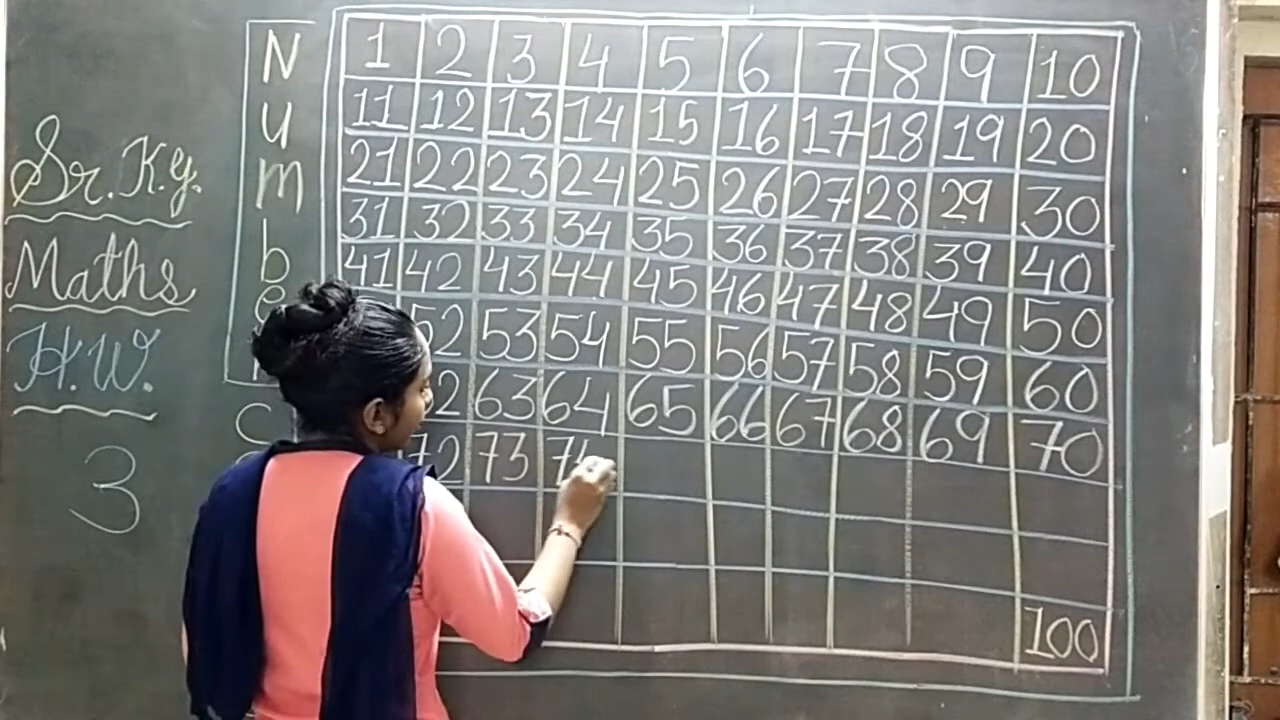 Sr. K.g.
Maths
H.W.
3
N
u
m
b
e
C
1 2 3 4 5 6 7 8 9 10
11 12 13 14 15 16 17 18 19 20
21 22 23 24 25 26 27 28 29 30
31 32 33 34 35 36 37 38 39 40
41 42 43 44 45 46 47 48 49 50
52 53 54 55 56 57 58 59 60
63 64 65 66 67 68 69 70
72 73 74
100